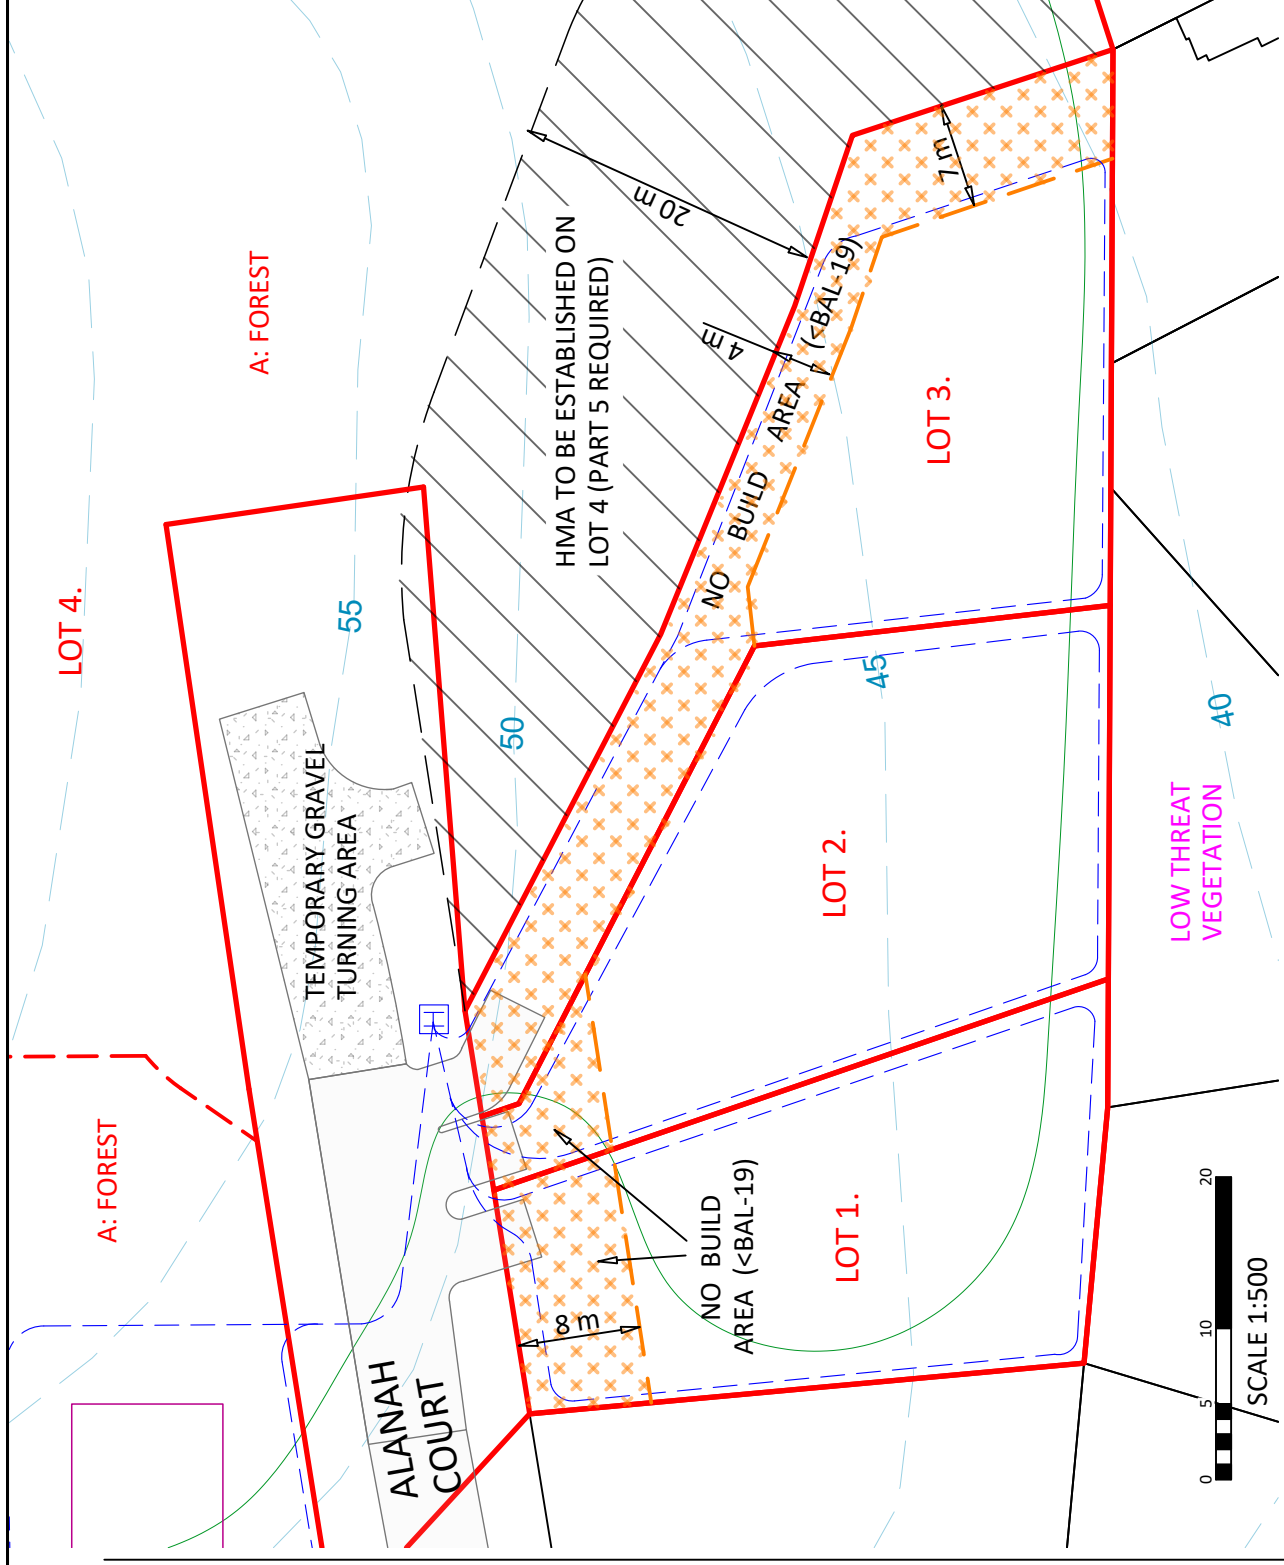 LOT 4.
A: FOREST
A: FOREST
55
50
45
40
HMA TO BE ESTABLISHED ON
LOT 4 (PART 5 REQUIRED)
20 m
4 m
7 m
8 m
TEMPORARY GRAVEL
TURNING AREA
H
NO BUILD AREA (<BAL-19)
LOT 3.
LOT 2.
LOT 1.
NO BUILD
AREA (<BAL-19)
ALANAH
COURT
LOW THREAT
VEGETATION
0 5 10 20
SCALE 1:500